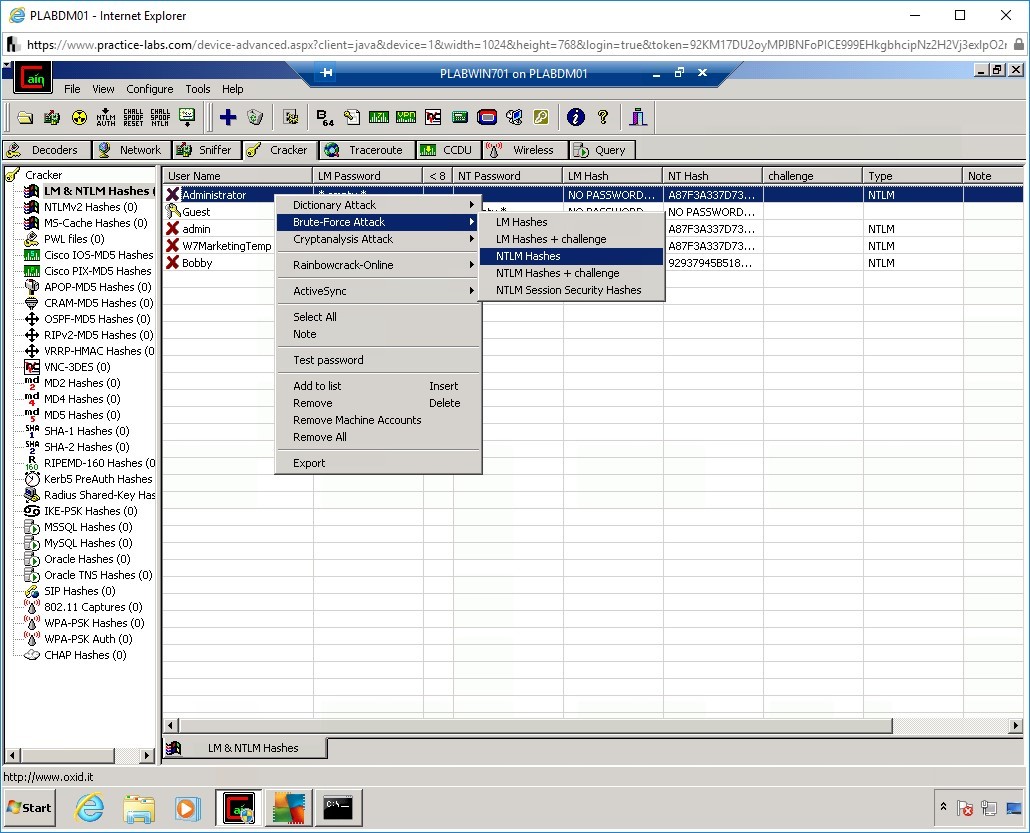 PLABDM01 - Internet Explorer
https://www.practice-labs.com/device-advanced.aspx?client=java&device=1&width=1024&height=768&login=true&token=92KM17DU2oyMPJBNFoPICE999EHkgbhcipNz2H2Vj3exIpO2r
Cain
PLABWIN701 on PLABDM01
File View Configure Tools Help
NTLM AUTH CHALL SPOOF RESET CHALL SPOOF NTLM B 64
Decoders Network Sniffer Cracker Traceroute CCDU Wireless Query
Cracker
LM & NTLM Hashes
NTLMv2 Hashes (0)
MS-Cache Hashes (0)
PWL files (0)
Cisco IOS-MD5 Hashes
Cisco PIX-MD5 Hashes
APOP-MD5 Hashes (0)
CRAM-MD5 Hashes (0)
OSPF-MD5 Hashes (0)
RIPv2-MD5 Hashes (0)
VRRP-HMAC Hashes (0
VNC-3DES (0)
MD2 Hashes (0)
MD4 Hashes (0)
MD5 Hashes (0)
SHA-1 Hashes (0)
SHA-2 Hashes (0)
RIPEMD-160 Hashes (0
Kerb5 PreAuth Hashes
Radius Shared-Key Has
IKE-PSK Hashes (0)
MSSQL Hashes (0)
MySQL Hashes (0)
Oracle Hashes (0)
Oracle TNS Hashes (0)
SIP Hashes (0)
802.11 Captures (0)
WPA-PSK Hashes (0)
WPA-PSK Auth (0)
CHAP Hashes (0)
User Name LM Password < 8 NT Password LM Hash NT Hash challenge Type Note
Administrator * empty * NO PASSWORD... A87F3A337D73... NTLM
Guest NO PASSWORD...
admin A87F3A337D73... NTLM
W7MarketingTemp A87F3A337D73... NTLM
Bobby 92937945B518... NTLM
Dictionary Attack
Brute-Force Attack
Cryptanalysis Attack
Rainbowcrack-Online
ActiveSync
Select All
Note
Test password
Add to list Insert
Remove Delete
Remove Machine Accounts
Remove All
Export
LM Hashes
LM Hashes + challenge
NTLM Hashes
NTLM Hashes + challenge
NTLM Session Security Hashes
LM & NTLM Hashes
http://www.oxid.it
Start